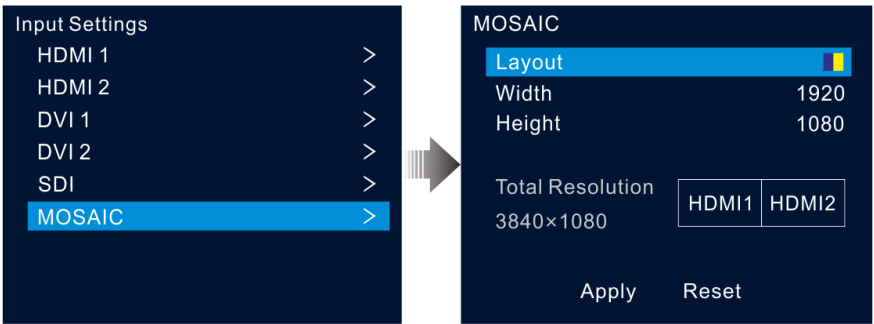 Input Settings
HDMI 1 >
HDMI 2 >
DVI 1 >
DVI 2 >
SDI >
MOSAIC >
MOSAIC
Layout
Width 1920
Height 1080
Total Resolution
3840×1080
HDMI1 HDMI2
Apply Reset